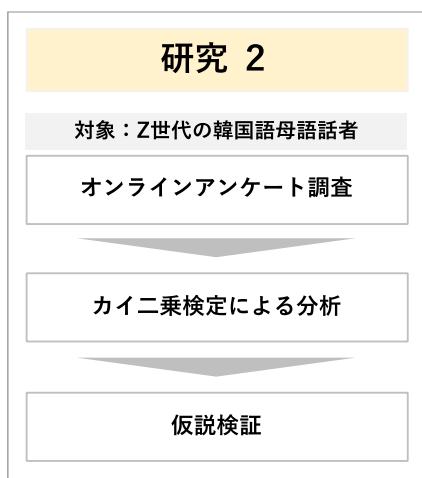 研究 2
対象：Z世代の韓国語母語話者
オンラインアンケート調査
カイ二乗検定による分析
仮説検証